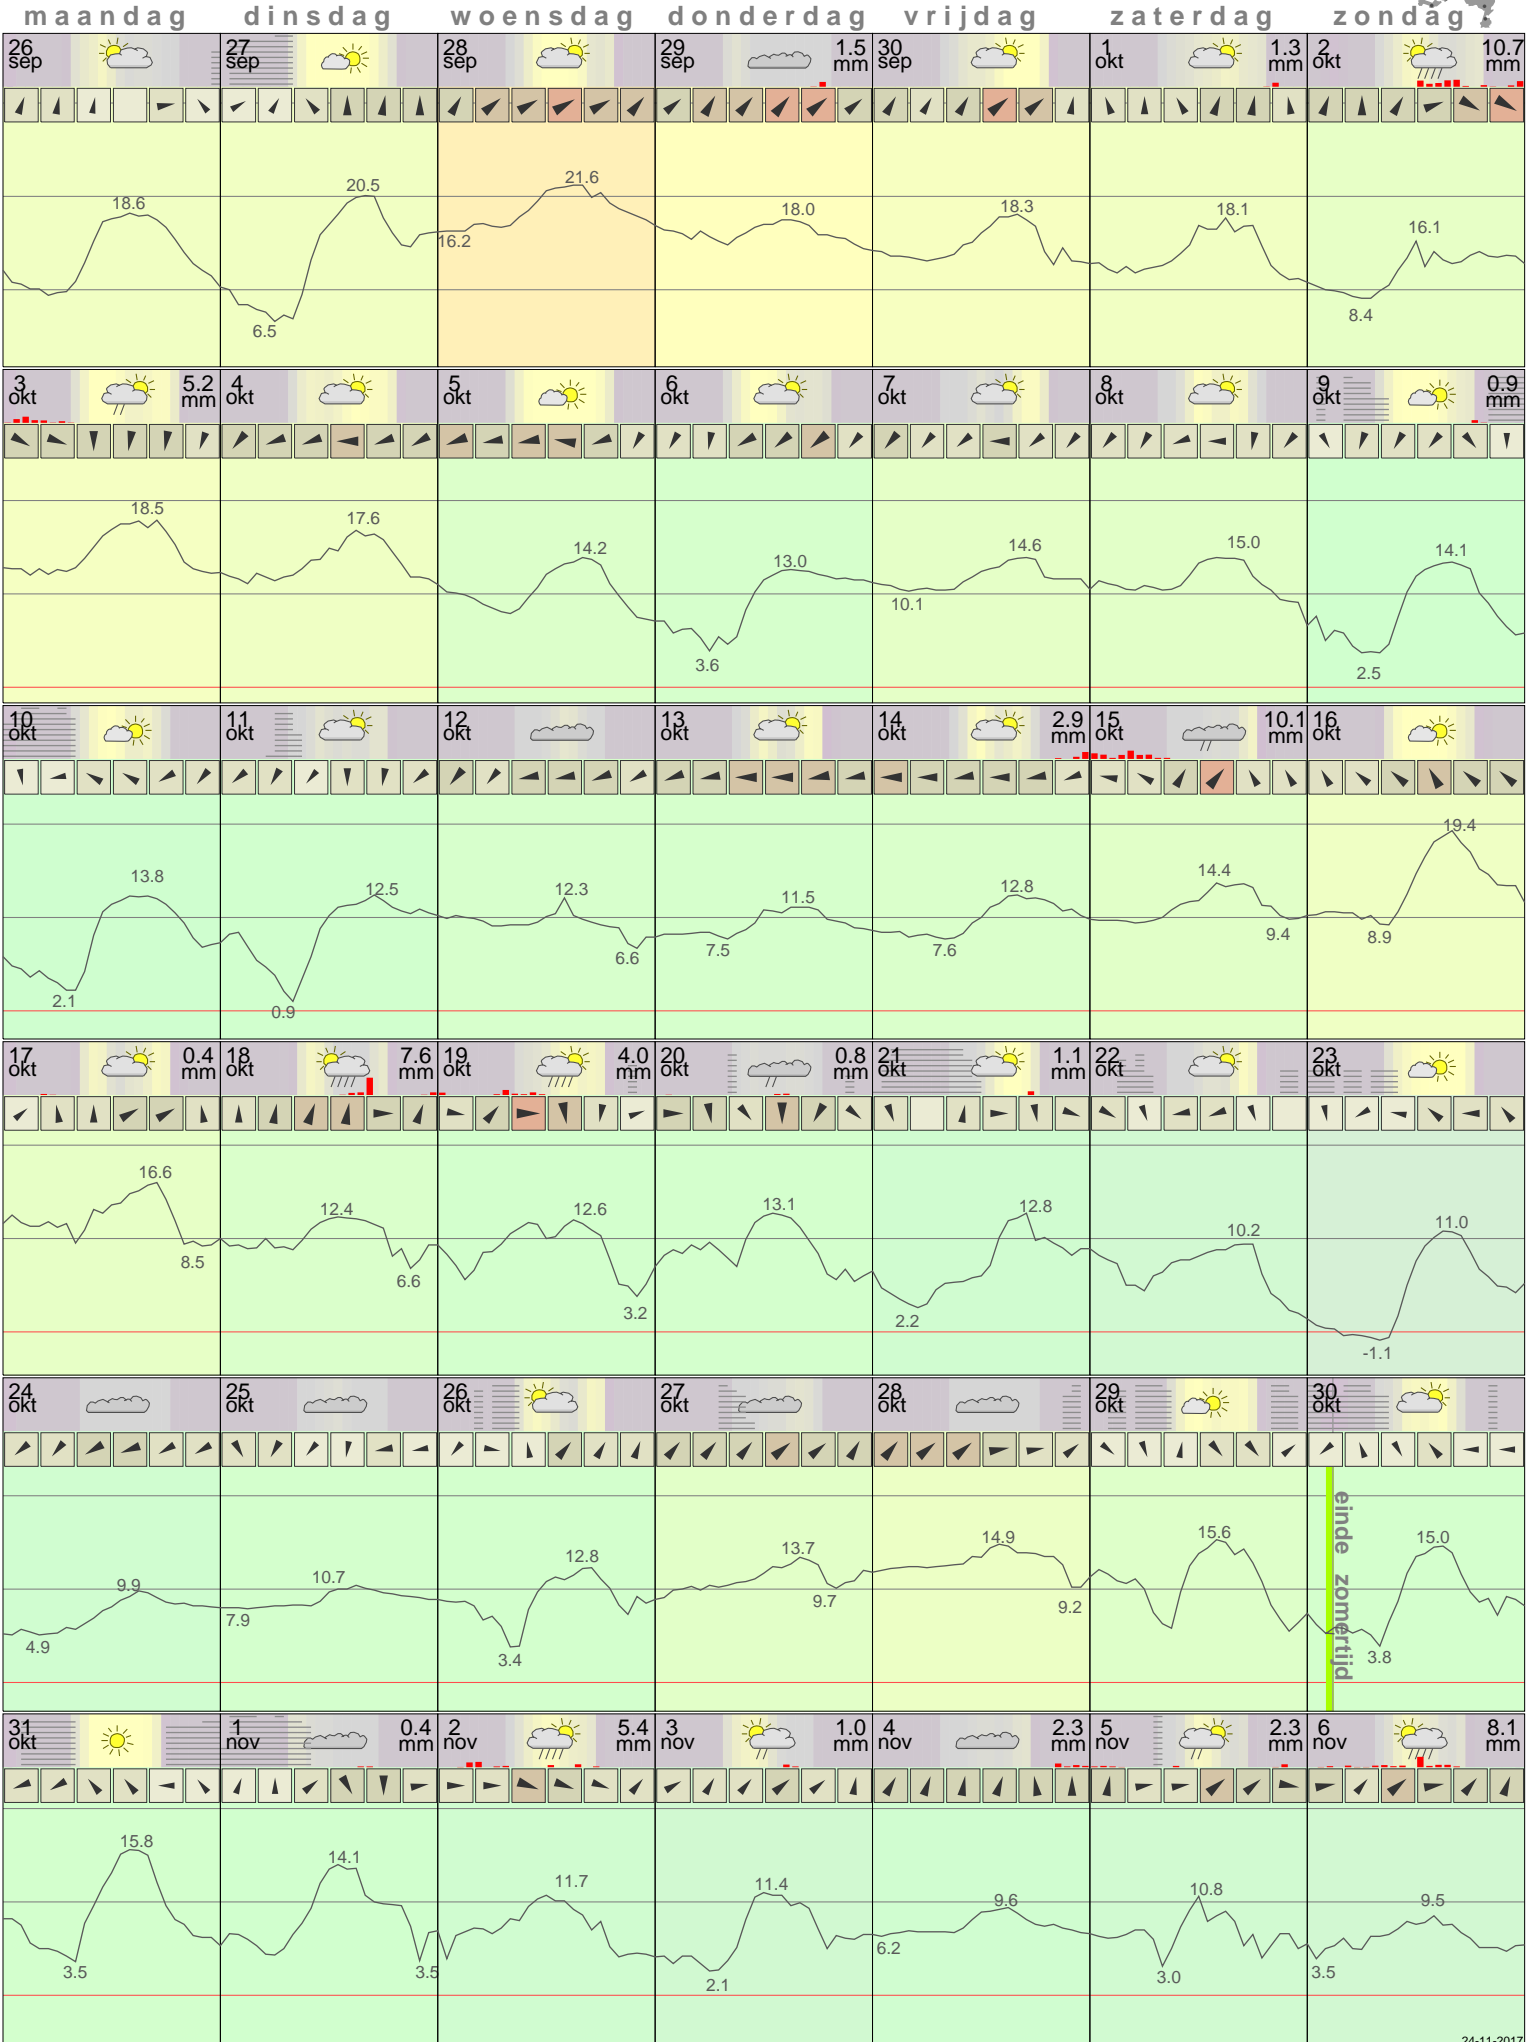 maandag dinsdag woensdag donderdag vrijdag zaterdag zondag
26 27 28 29 1.5 30 1 1.3 2 10.7
sep sep sep sep mm sep okt mm okt mm
18.6 20.5 21.6 18.0 18.3 18.1 16.1
6.5 16.2 8.4
3 5.2 4 5 6 7 8 9 0.9
okt mm okt okt okt okt okt okt mm
18.5 17.6 14.2 13.0 14.6 15.0 14.1
3.6 10.1 2.5
10 11 12 13 14 2.9 15 10.1 16
okt okt okt okt okt mm okt mm okt
13.8 12.5 12.3 11.5 12.8 14.4 19.4
2.1 0.9 6.6 7.5 7.6 9.4 8.9
17 0.4 18 7.6 19 4.0 20 0.8 21 1.1 22 23
okt mm okt mm okt mm okt mm okt mm okt okt
16.6 12.4 12.6 13.1 12.8 10.2 11.0
8.5 6.6 3.2 2.2 -1.1
24 25 26 27 28 29 30
okt okt okt okt okt okt okt
9.9 10.7 12.8 13.7 14.9 15.6 15.0
4.9 7.9 3.4 9.7 9.2 3.8
einde zomertijd
31 1 0.4 2 5.4 3 1.0 4 2.3 5 2.3 6 8.1
okt nov mm nov mm nov mm nov mm nov mm nov mm
15.8 14.1 11.7 11.4 9.6 10.8 9.5
3.5 3.5 2.1 6.2 3.0 3.5
24-11-2017